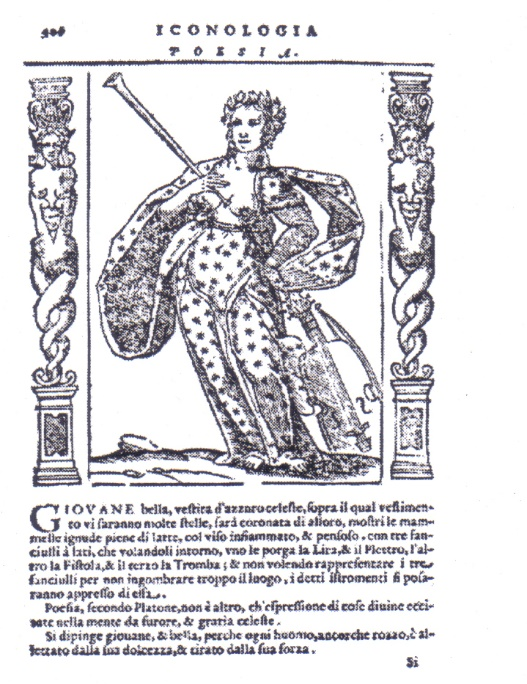 506
ICONOLOGIA
POESIA.
GIOVANE bella, vestita d'azzuro celeste, sopra il qual vestimen-
to vi saranno molte stelle, sarà coronata di alloro, mostri le mam-
melle ignude piene di latte, col viso infiammato, & pensoso, con tre fan-
ciulli à lati, che volandoli intorno, vno le porga la Lira, & il Plettro, l'al-
tro la Fistola, & il terzo la Tromba; & non volendo rappresentare i tre
fanciulli per non ingombrare troppo il luogo, i detti istromenti si posa-
ranno appresso di essa.
Poesia, secondo Platone, non è altro, ch'espressione di cose diuine ecci-
tate nella mente da furore, & gratia celeste.
Si dipinge giouane, & bella, perche ogni huomo, ancorche rozzo, è al-
lettato dalla sua dolcezza, & tirato dalla sua forza.
Si